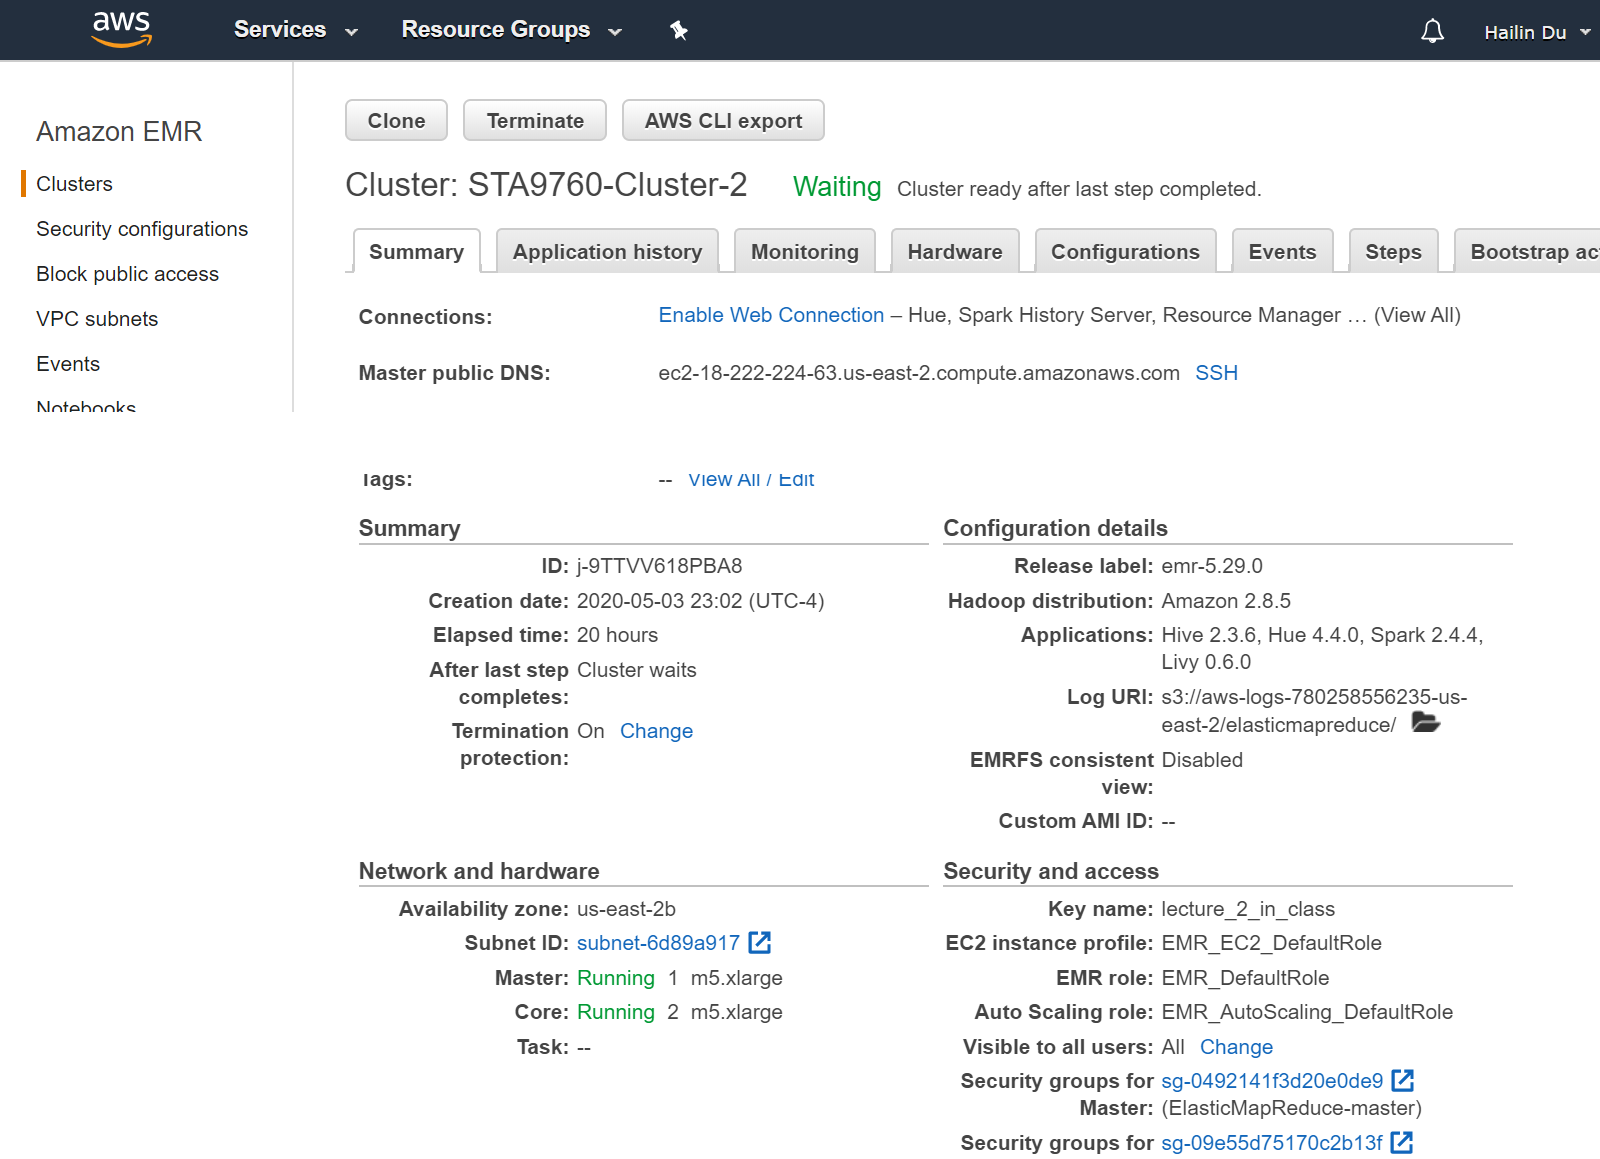 aws Services Resource Groups Hailin Du
Amazon EMR
Clusters
Security configurations
Block public access
VPC subnets
Events
Notebooks
Clone Terminate AWS CLI export
Cluster: STA9760-Cluster-2 Waiting Cluster ready after last step completed.
Summary Application history Monitoring Hardware Configurations Events Steps Bootstrap ac
Connections: Enable Web Connection – Hue, Spark History Server, Resource Manager … (View All)
Master public DNS: ec2-18-222-224-63.us-east-2.compute.amazonaws.com SSH
Tags: -- View All / Edit
Summary
ID: j-9TTVV618PBA8
Creation date: 2020-05-03 23:02 (UTC-4)
Elapsed time: 20 hours
After last step Cluster waits
completes:
Termination On Change
protection:
Configuration details
Release label: emr-5.29.0
Hadoop distribution: Amazon 2.8.5
Applications: Hive 2.3.6, Hue 4.4.0, Spark 2.4.4,
Livy 0.6.0
Log URI: s3://aws-logs-780258556235-us-
east-2/elasticmapreduce/
EMRFS consistent Disabled
view:
Custom AMI ID: --
Network and hardware
Availability zone: us-east-2b
Subnet ID: subnet-6d89a917
Master: Running 1 m5.xlarge
Core: Running 2 m5.xlarge
Task: --
Security and access
Key name: lecture_2_in_class
EC2 instance profile: EMR_EC2_DefaultRole
EMR role: EMR_DefaultRole
Auto Scaling role: EMR_AutoScaling_DefaultRole
Visible to all users: All Change
Security groups for sg-0492141f3d20e0de9
Master: (ElasticMapReduce-master)
Security groups for sg-09e55d75170c2b13f